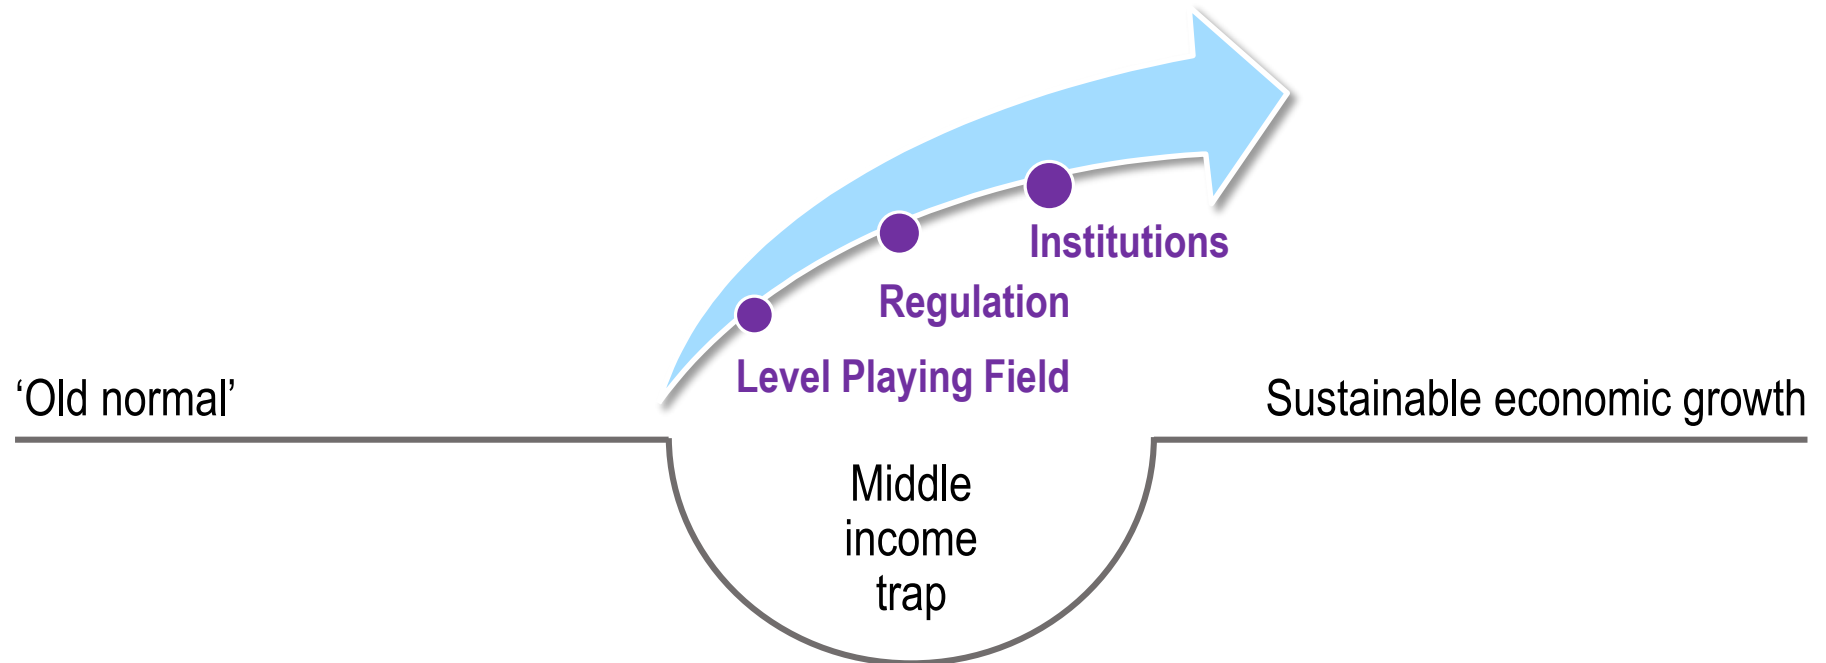 Institutions
Regulation
Level Playing Field
‘Old normal’
Sustainable economic growth
Middle
income
trap